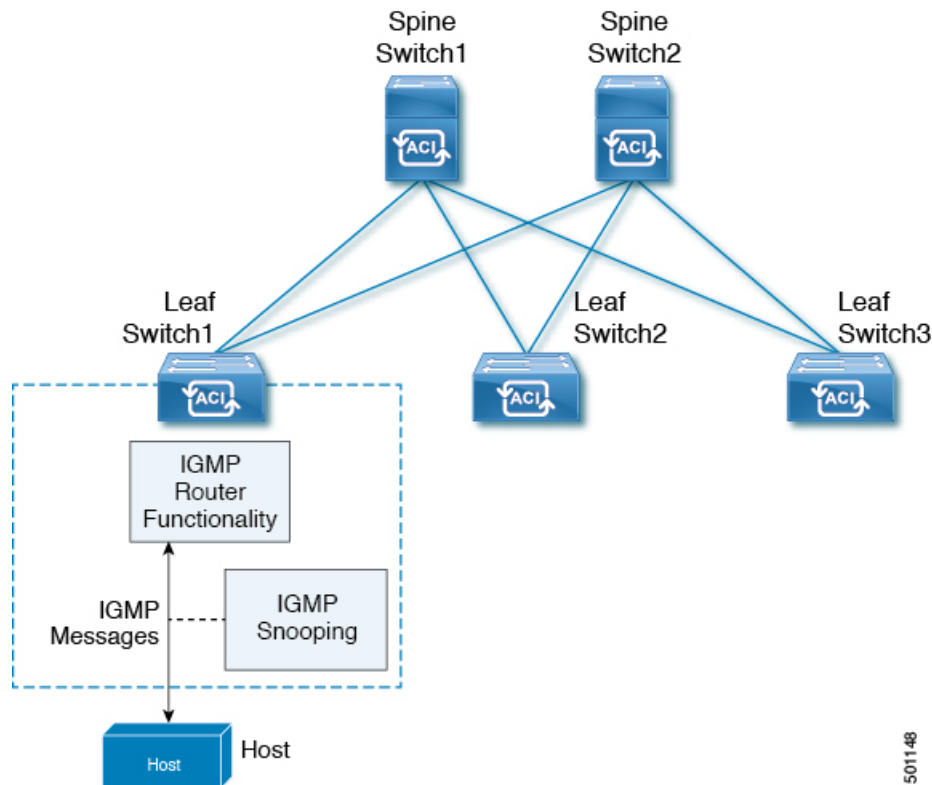 Spine
Switch1
Spine
Switch2
ACI
ACI
Leaf
Switch1
Leaf
Switch2
Leaf
Switch3
ACI
ACI
ACI
IGMP
Router
Functionality
IGMP
Messages
IGMP
Snooping
Host
Host
501148